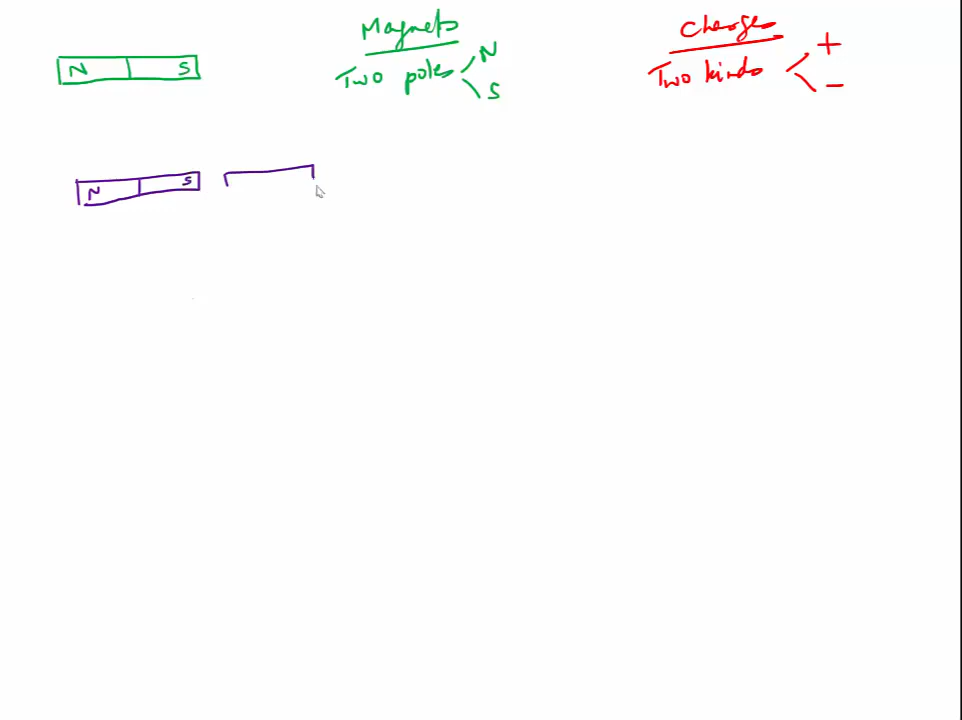 Magnets
Charges
N S
Two poles N S
Two kinds + -
N S